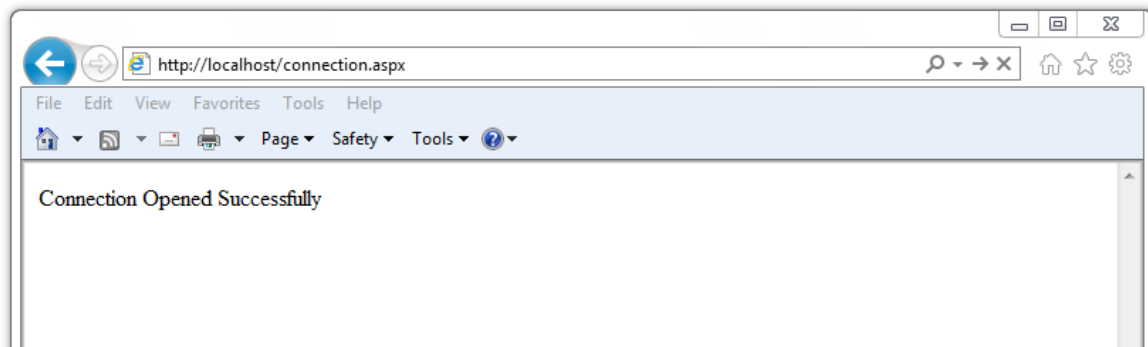 http://localhost/connection.aspx
File Edit View Favorites Tools Help
Page Safety Tools
Connection Opened Successfully